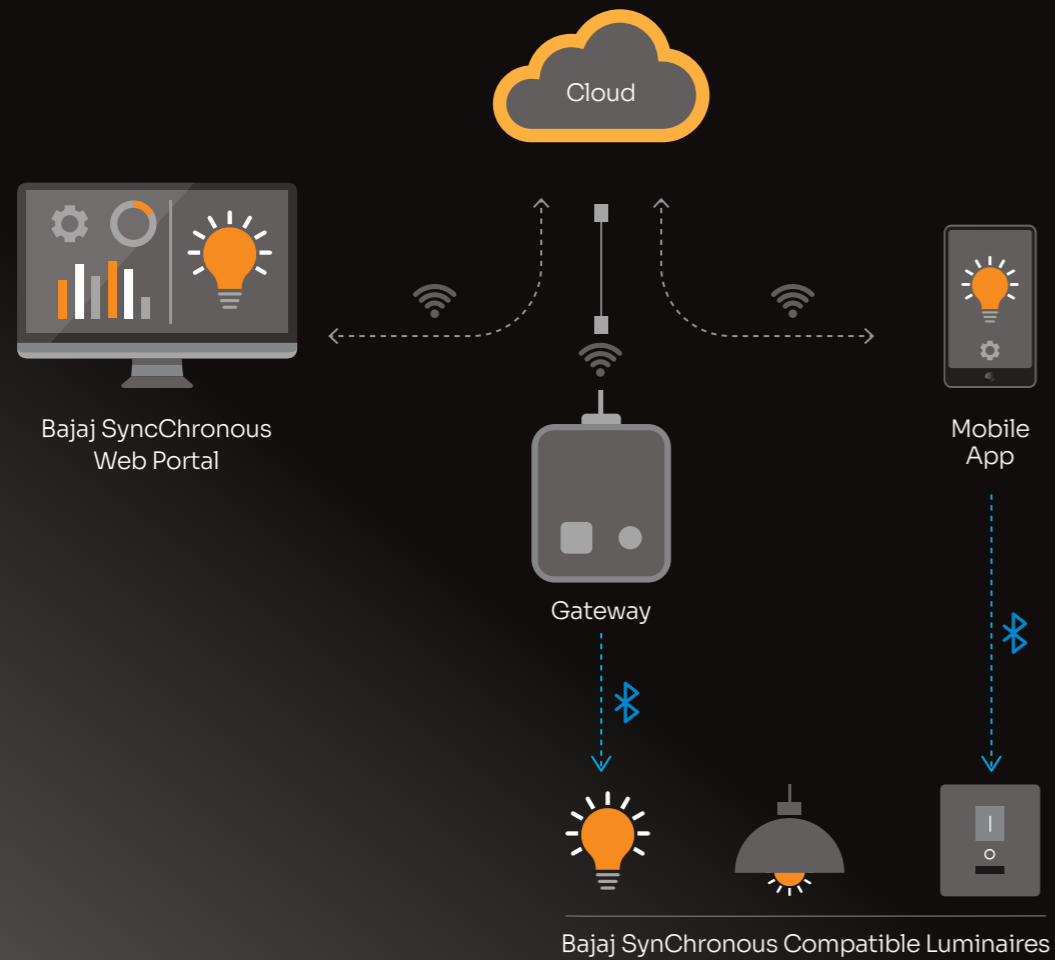 Cloud
Bajaj SyncChronous
Web Portal
Mobile
App
Gateway
Bajaj SynChronous Compatible Luminaires